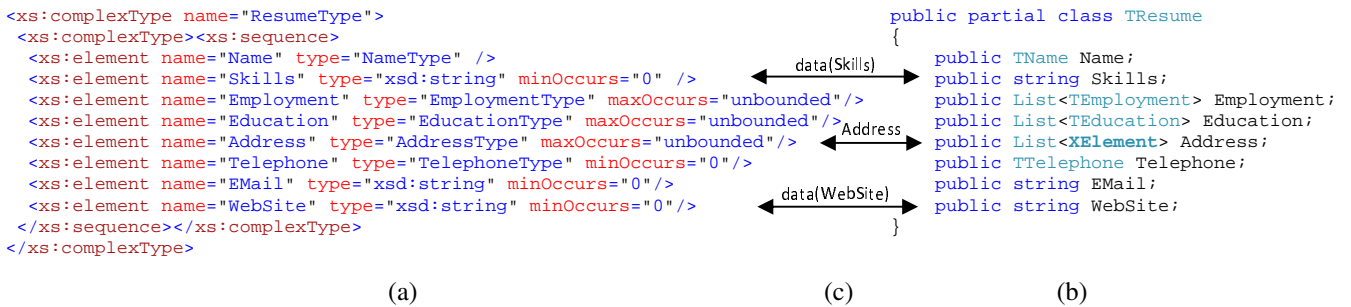 <xs:complexType name="ResumeType">
<xs:complexType><xs:sequence>
<xs:element name="Name" type="NameType" />
<xs:element name="Skills" type="xsd:string" minOccurs="0" />
<xs:element name="Employment" type="EmploymentType" maxOccurs="unbounded"/>
<xs:element name="Education" type="EducationType" maxOccurs="unbounded"/>
<xs:element name="Address" type="AddressType" maxOccurs="unbounded"/>
<xs:element name="Telephone" type="TelephoneType" minOccurs="0"/>
<xs:element name="EMail" type="xsd:string" minOccurs="0"/>
<xs:element name="WebSite" type="xsd:string" minOccurs="0"/>
</xs:sequence></xs:complexType>
</xs:complexType>
(a)
data(Skills)
Address
data(WebSite)
(c)
public partial class TResume
{
public TName Name;
public string Skills;
public List<TEmployment> Employment;
public List<TEducation> Education;
public List<XElement> Address;
public TTelephone Telephone;
public string EMail;
public string WebSite;
}
(b)